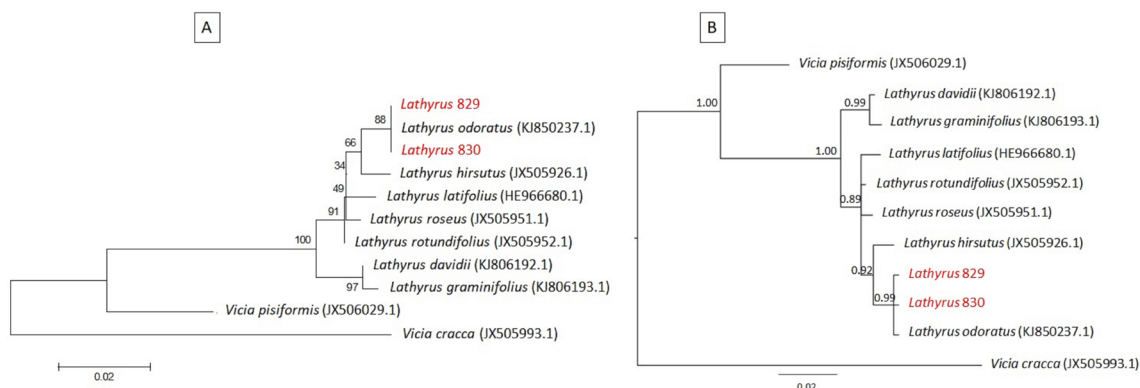 A
Lathyrus 829
88
Lathyrus odoratus (KJ850237.1)
66
Lathyrus 830
34
Lathyrus hirsutus (JX505926.1)
49
Lathyrus latifolius (HE966680.1)
91
Lathyrus roseus (JX505951.1)
100
Lathyrus rotundifolius (JX505952.1)
Lathyrus davidii (KJ806192.1)
97
Lathyrus graminifolius (KJ806193.1)
Vicia pisiformis (JX506029.1)
Vicia cracca (JX505993.1)
0.02
B
Vicia pisiformis (JX506029.1)
1.00
0.99
Lathyrus davidii (KJ806192.1)
Lathyrus graminifolius (KJ806193.1)
1.00
Lathyrus latifolius (HE966680.1)
Lathyrus rotundifolius (JX505952.1)
0.89
Lathyrus roseus (JX505951.1)
Lathyrus hirsutus (JX505926.1)
0.92
Lathyrus 829
0.99
Lathyrus 830
Lathyrus odoratus (KJ850237.1)
Vicia cracca (JX505993.1)
0.02